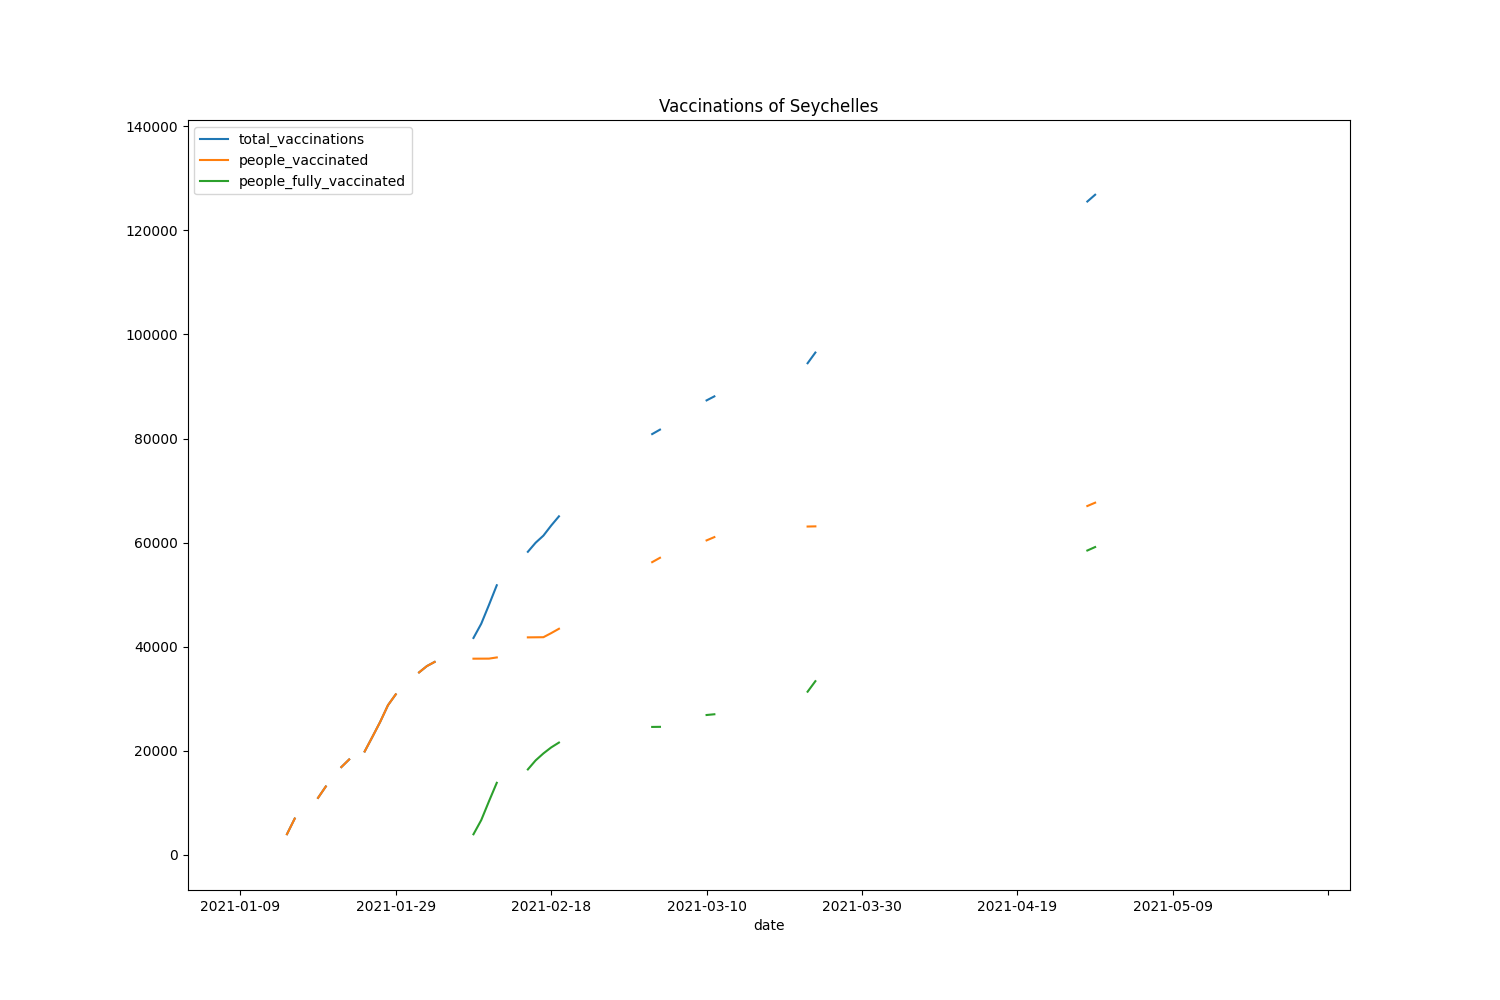 Vaccinations of Seychelles
total_vaccinations
people_vaccinated
people_fully_vaccinated
140000
120000
100000
80000
60000
40000
20000
0
2021-01-09 2021-01-29 2021-02-18 2021-03-10 2021-03-30 2021-04-19 2021-05-09
date